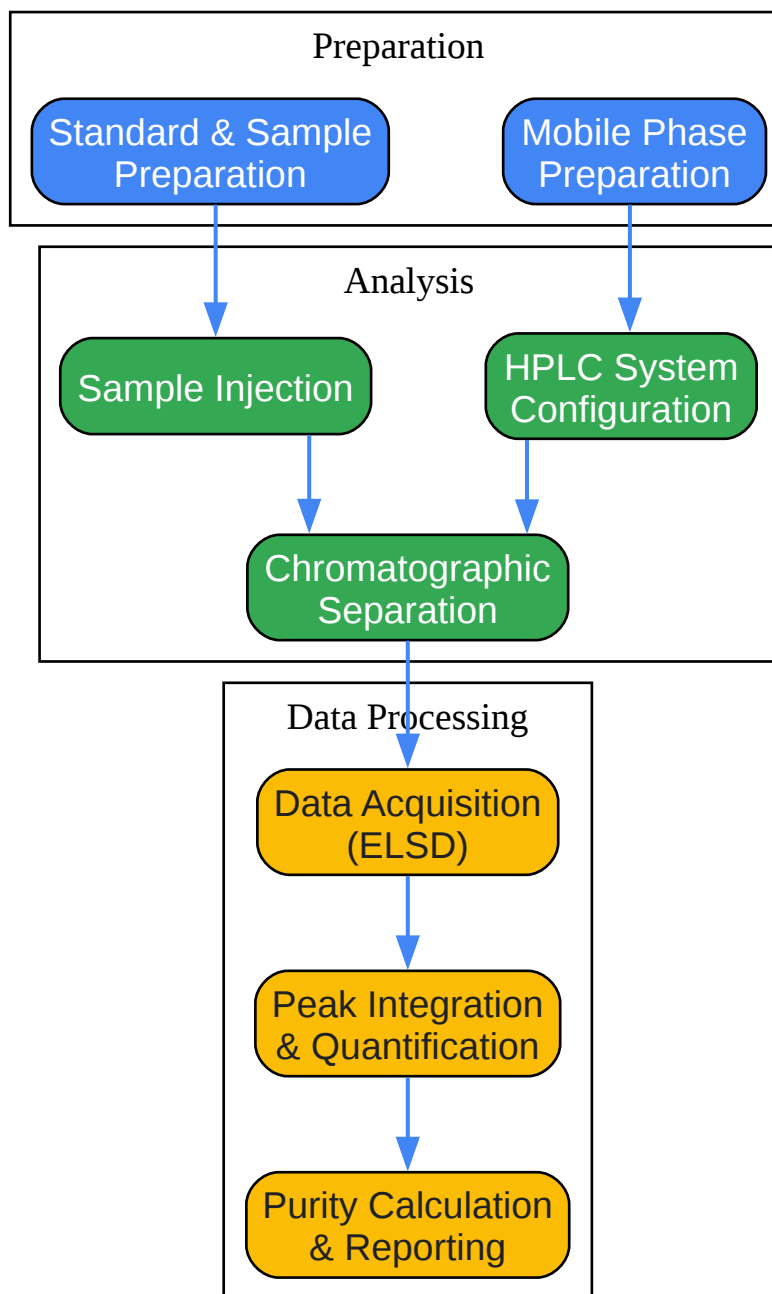 Preparation
Standard & Sample
Preparation
Mobile Phase
Preparation
Analysis
Sample Injection
HPLC System
Configuration
Chromatographic
Separation
Data Processing
Data Acquisition
(ELSD)
Peak Integration
& Quantification
Purity Calculation
& Reporting